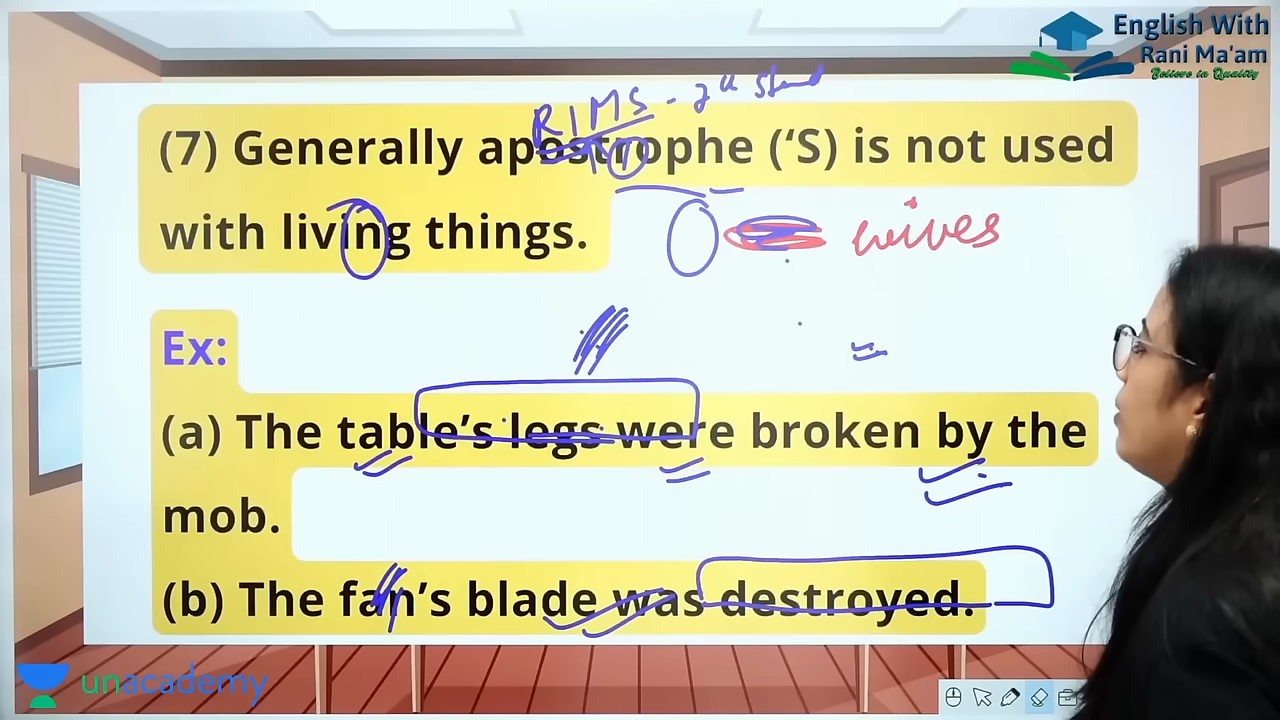 English With
Rani Ma'am
Believe in Quality
RIMS -
(7) Generally apostrophe (‘S) is not used
with living things.
wives
Ex:
(a) The table’s legs were broken by the
mob.
(b) The fan’s blade was destroyed.
unacademy